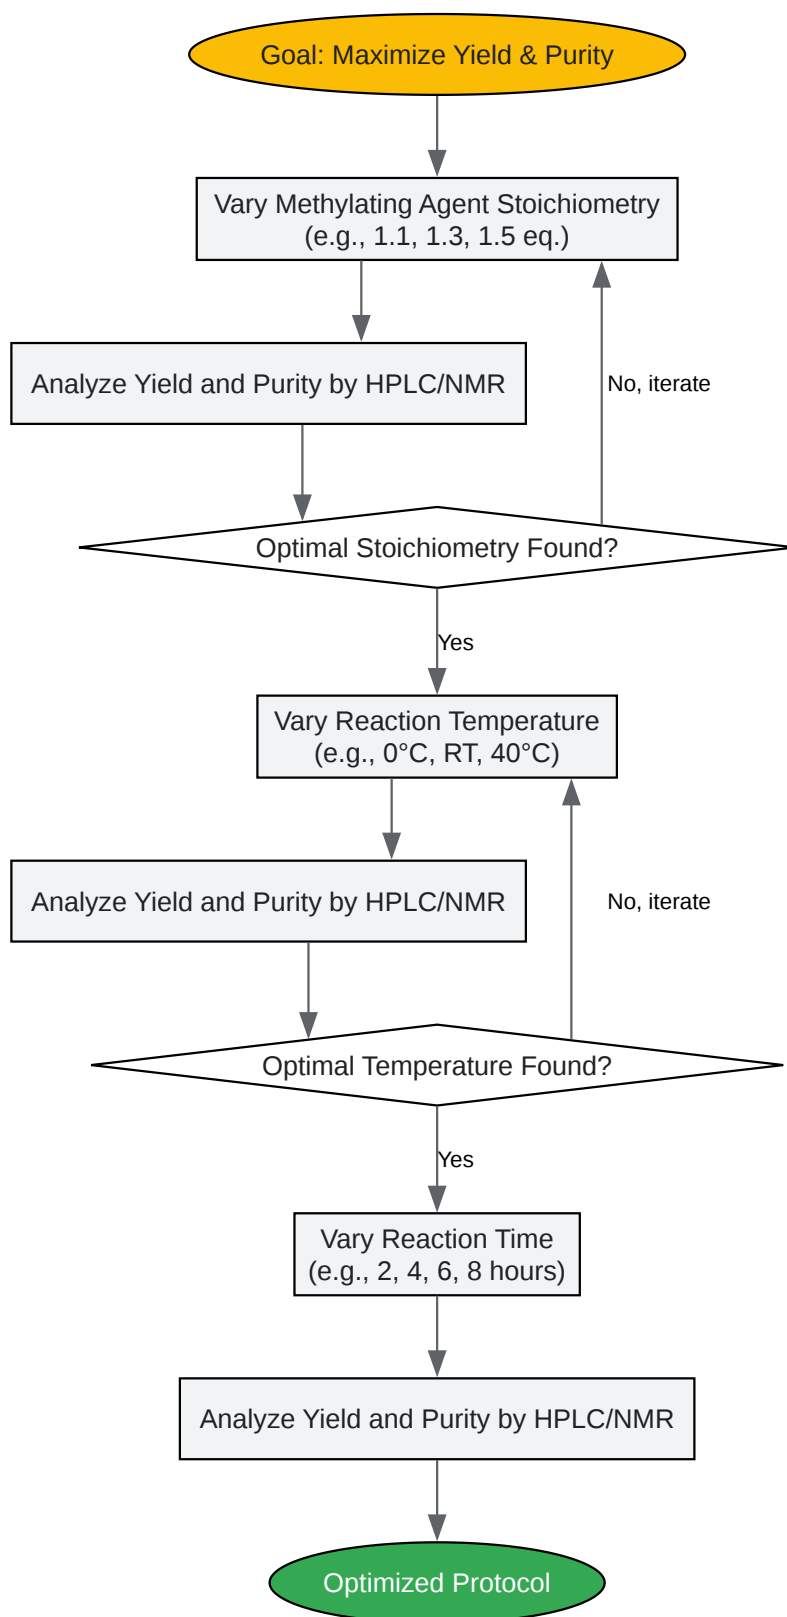 Goal: Maximize Yield & Purity
Vary Methylating Agent Stoichiometry
(e.g., 1.1, 1.3, 1.5 eq.)
Analyze Yield and Purity by HPLC/NMR
No, iterate
Optimal Stoichiometry Found?
Yes
Vary Reaction Temperature
(e.g., 0°C, RT, 40°C)
Analyze Yield and Purity by HPLC/NMR
No, iterate
Optimal Temperature Found?
Yes
Vary Reaction Time
(e.g., 2, 4, 6, 8 hours)
Analyze Yield and Purity by HPLC/NMR
Optimized Protocol